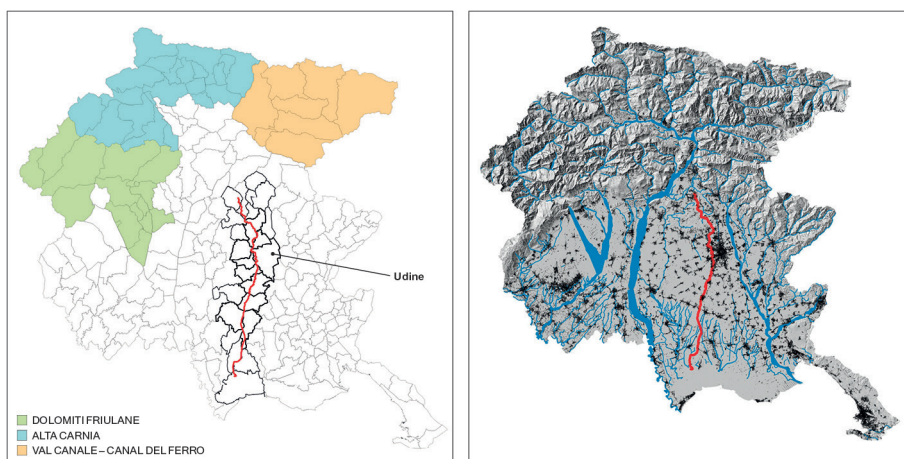 Udine
DOLOMITI FRIULANE
ALTA CARNIA
VAL CANALE – CANAL DEL FERRO